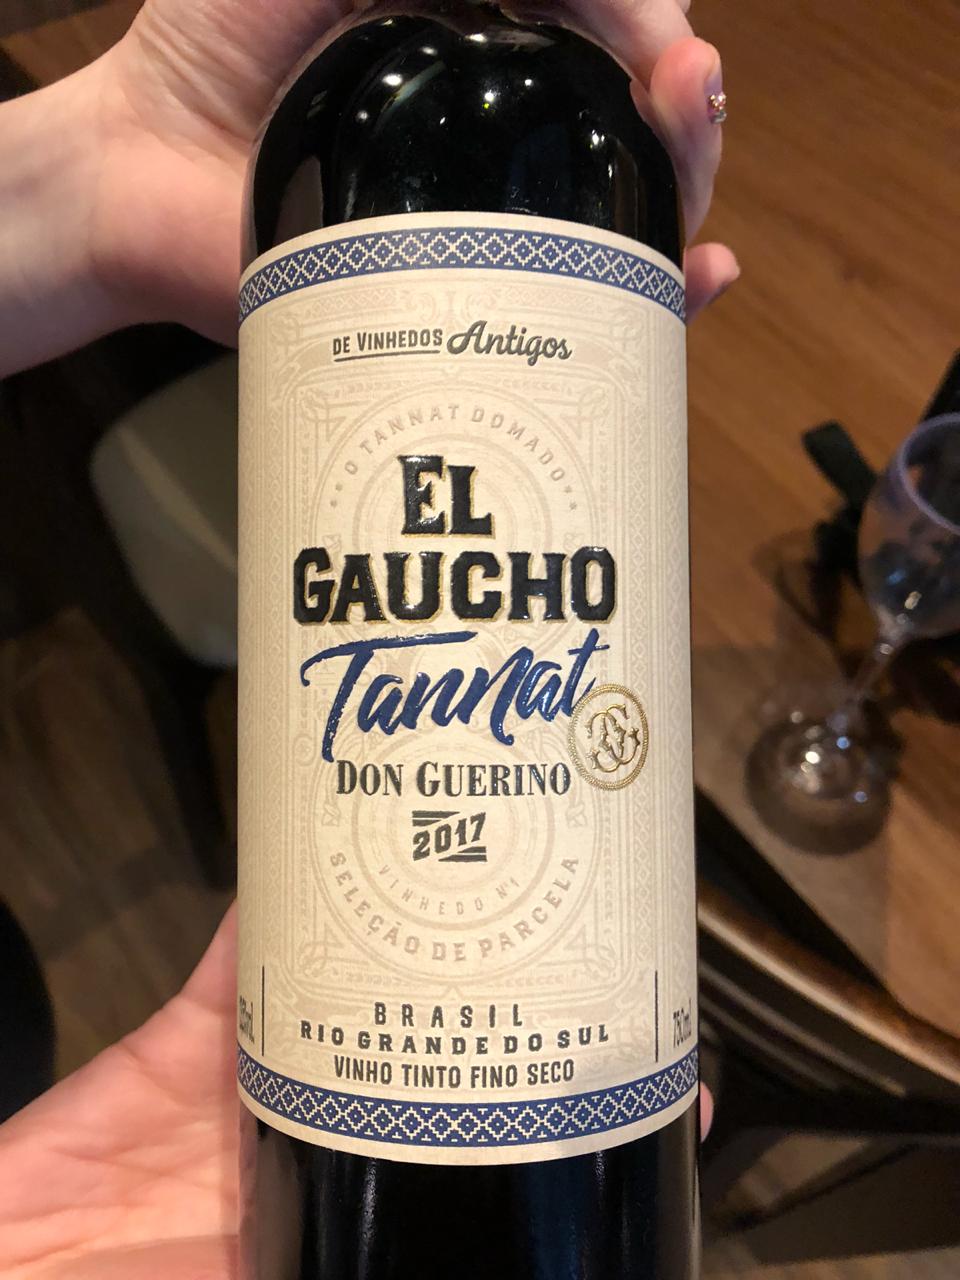 DE VINHEDOS Antigos
O TANNAT DOMADO
EL
GAUCHO
Tannat
DON GUERINO
2017
VINHEDO Nº1
SELEÇÃO DE PARCELA
BRASIL
RIO GRANDE DO SUL
VINHO TINTO FINO SECO
750mL